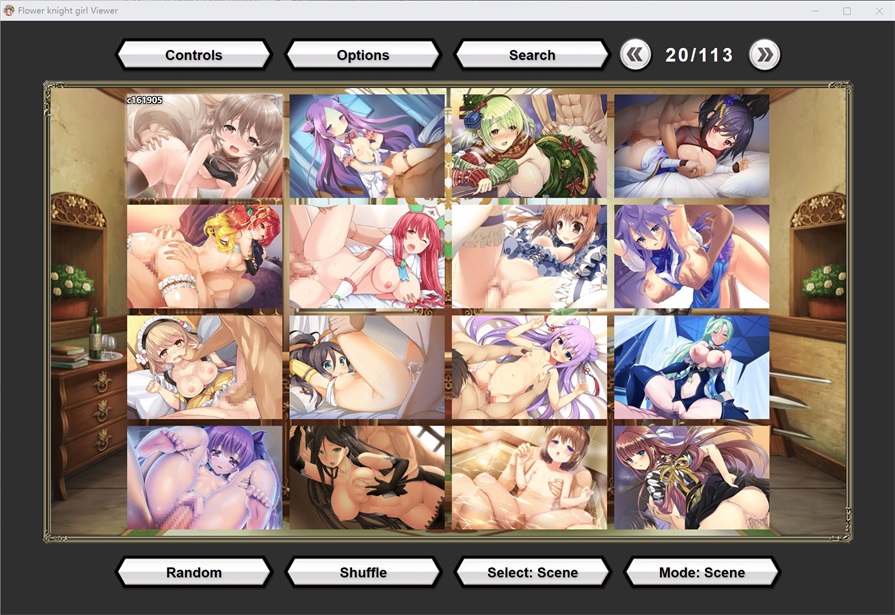 Flower knight girl Viewer
Controls
Options
Search
20/113
c161905
Random
Shuffle
Select: Scene
Mode: Scene